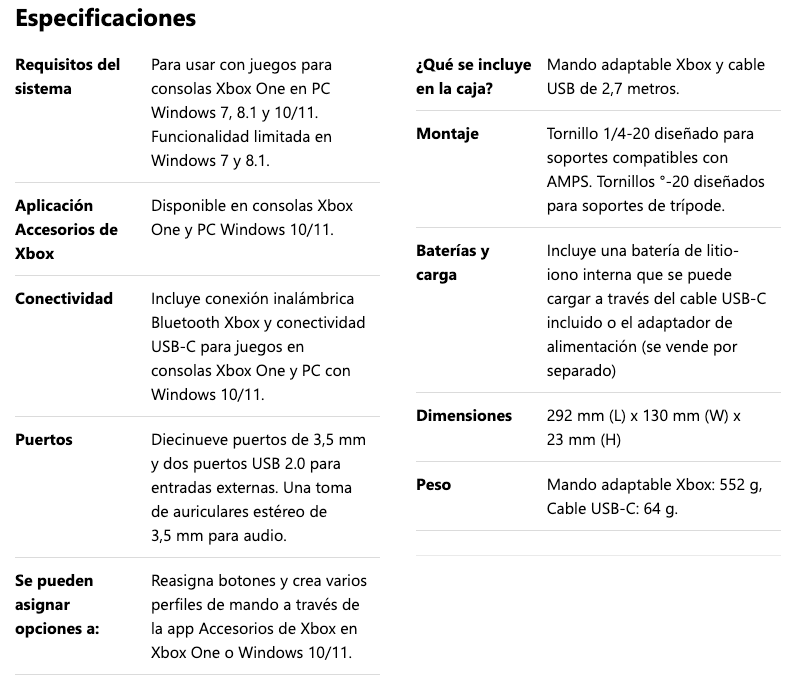 Especificaciones
Requisitos del
sistema
Para usar con juegos para
consolas Xbox One en PC
Windows 7, 8.1 y 10/11.
Funcionalidad limitada en
Windows 7 y 8.1.
Aplicación
Accesorios de
Xbox
Disponible en consolas Xbox
One y PC Windows 10/11.
Conectividad
Incluye conexión inalámbrica
Bluetooth Xbox y conectividad
USB-C para juegos en
consolas Xbox One y PC con
Windows 10/11.
Puertos
Diecinueve puertos de 3,5 mm
y dos puertos USB 2.0 para
entradas externas. Una toma
de auriculares estéreo de
3,5 mm para audio.
Se pueden
asignar
opciones a:
Reasigna botones y crea varios
perfiles de mando a través de
la app Accesorios de Xbox en
Xbox One o Windows 10/11.
¿Qué se incluye
en la caja?
Mando adaptable Xbox y cable
USB de 2,7 metros.
Montaje
Tornillo 1/4-20 diseñado para
soportes compatibles con
AMPS. Tornillos °-20 diseñados
para soportes de trípode.
Baterías y
carga
Incluye una batería de litio-
iono interna que se puede
cargar a través del cable USB-C
incluido o el adaptador de
alimentación (se vende por
separado)
Dimensiones
292 mm (L) x 130 mm (W) x
23 mm (H)
Peso
Mando adaptable Xbox: 552 g,
Cable USB-C: 64 g.